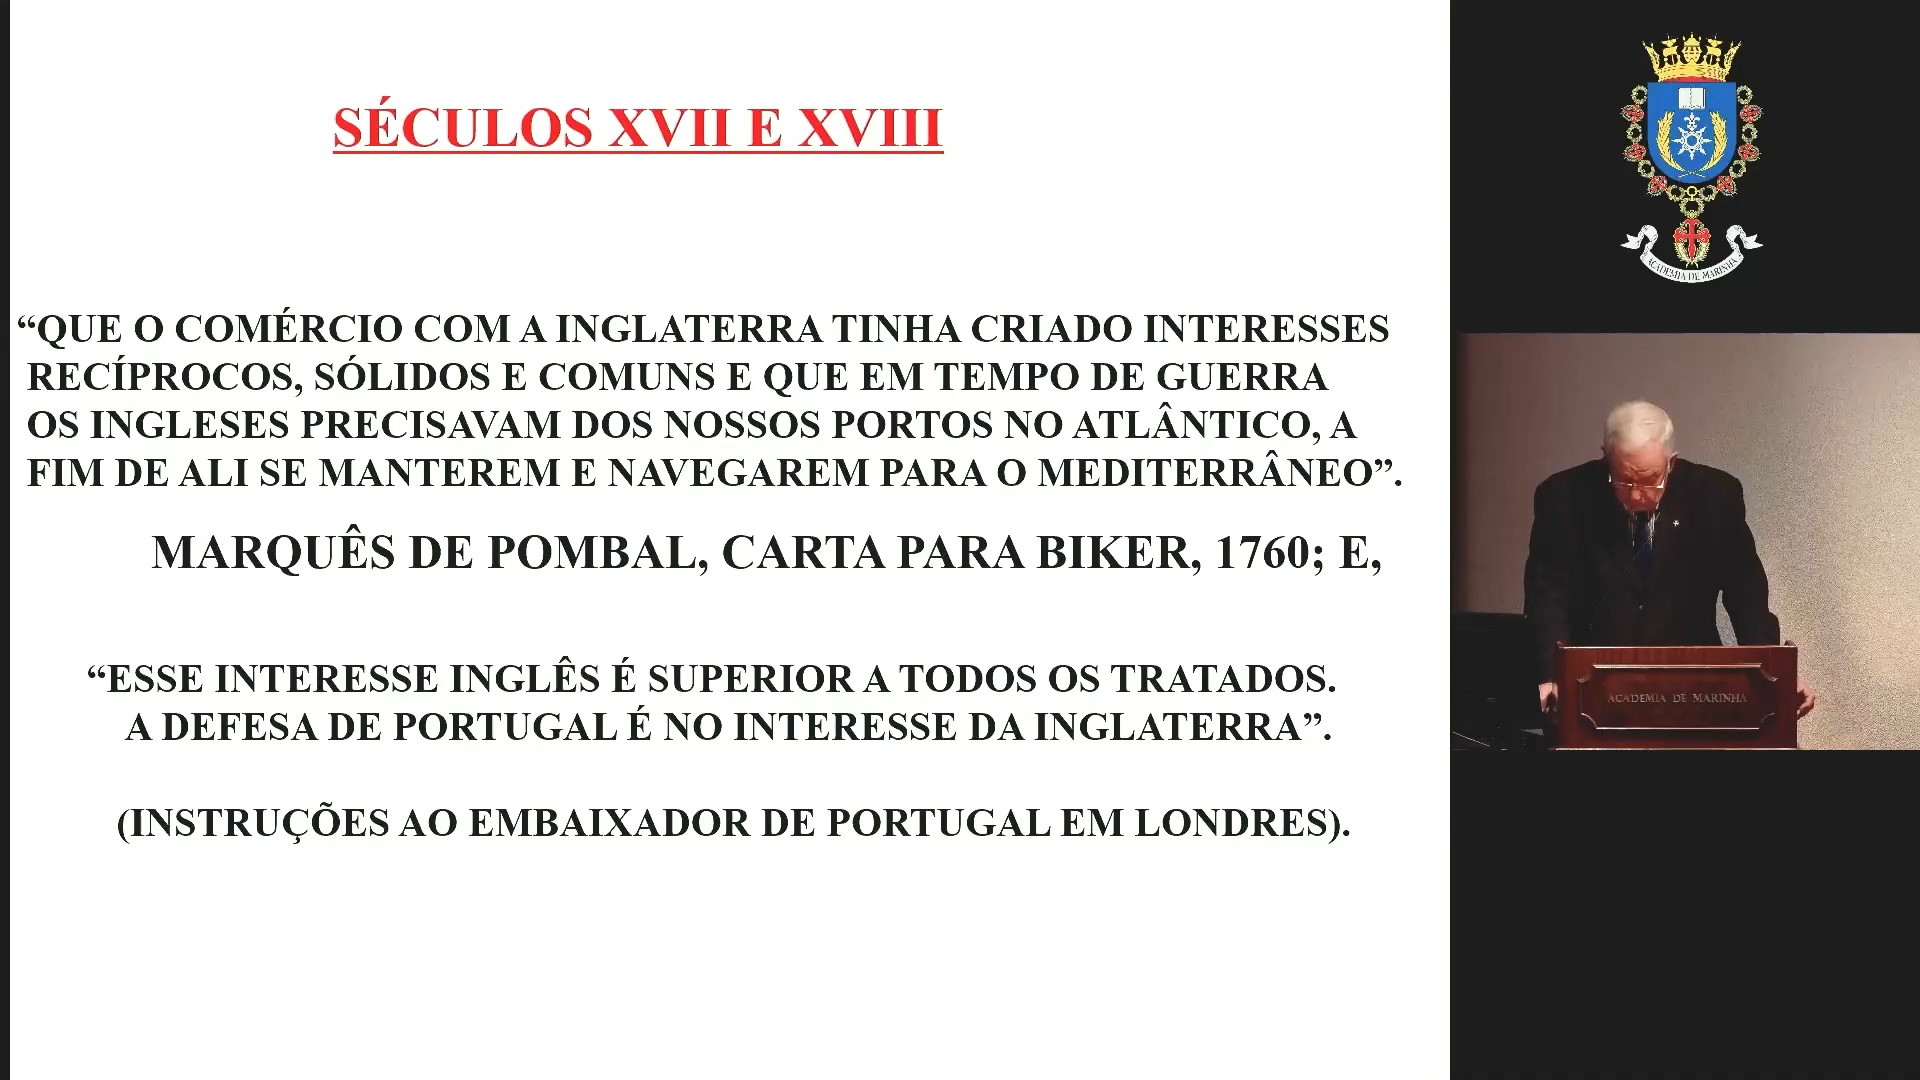 SÉCULOS XVII E XVIII
“QUE O COMÉRCIO COM A INGLATERRA TINHA CRIADO INTERESSES
RECÍPROCOS, SÓLIDOS E COMUNS E QUE EM TEMPO DE GUERRA
OS INGLESES PRECISAVAM DOS NOSSOS PORTOS NO ATLÂNTICO, A
FIM DE ALI SE MANTEREM E NAVEGAREM PARA O MEDITERRÂNEO”.
MARQUÊS DE POMBAL, CARTA PARA BIKER, 1760; E,
“ESSE INTERESSE INGLÊS É SUPERIOR A TODOS OS TRATADOS.
A DEFESA DE PORTUGAL É NO INTERESSE DA INGLATERRA”.
(INSTRUÇÕES AO EMBAIXADOR DE PORTUGAL EM LONDRES).
ACADEMIA DE MARINHA
ACADEMIA DE MARINHA